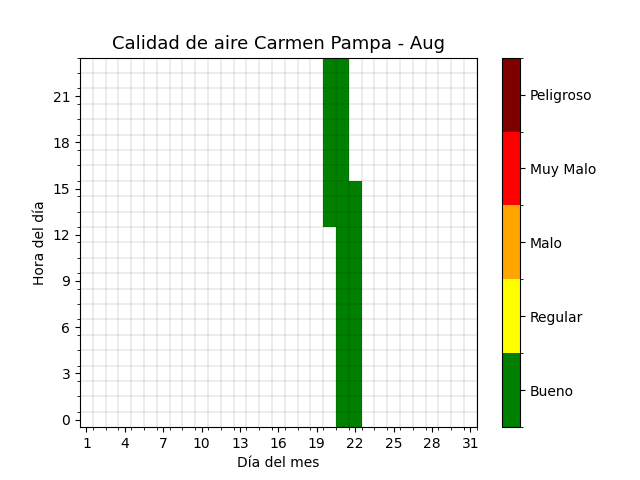 Calidad de aire Carmen Pampa - Aug
Hora del día
21
18
15
12
9
6
3
0
1 4 7 10 13 16 19 22 25 28 31
Día del mes
Peligroso
Muy Malo
Malo
Regular
Bueno